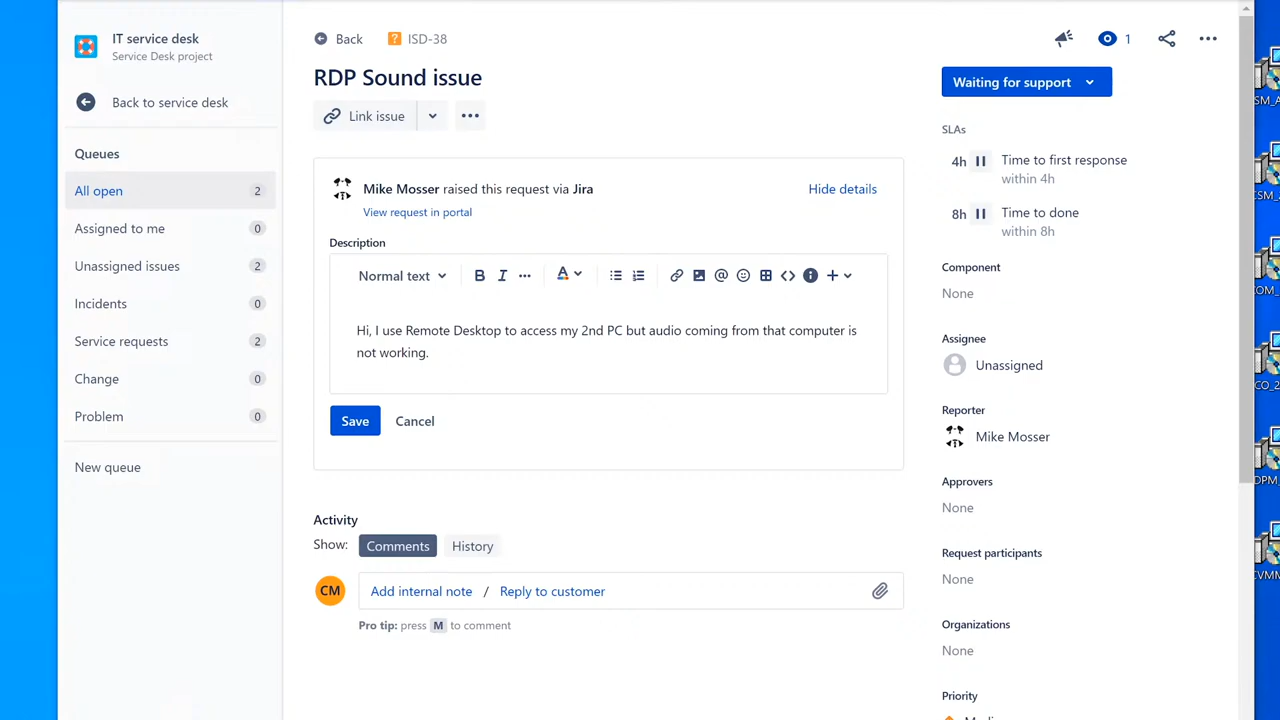 IT service desk
Service Desk project
Back to service desk
Queues
All open 2
Assigned to me 0
Unassigned issues 2
Incidents 0
Service requests 2
Change 0
Problem 0
New queue
Back
? ISD-38
1
RDP Sound issue
Link issue
Mike Mosser raised this request via Jira
Hide details
View request in portal
Description
Normal text B I A @
Hi, I use Remote Desktop to access my 2nd PC but audio coming from that computer is
not working.
Save Cancel
Activity
Show: Comments History
CM
Add internal note / Reply to customer
Pro tip: press M to comment
Waiting for support
SLAs
4h Time to first response
within 4h
8h Time to done
within 8h
Component
None
Assignee
Unassigned
Reporter
Mike Mosser
Approvers
None
Request participants
None
Organizations
None
Priority